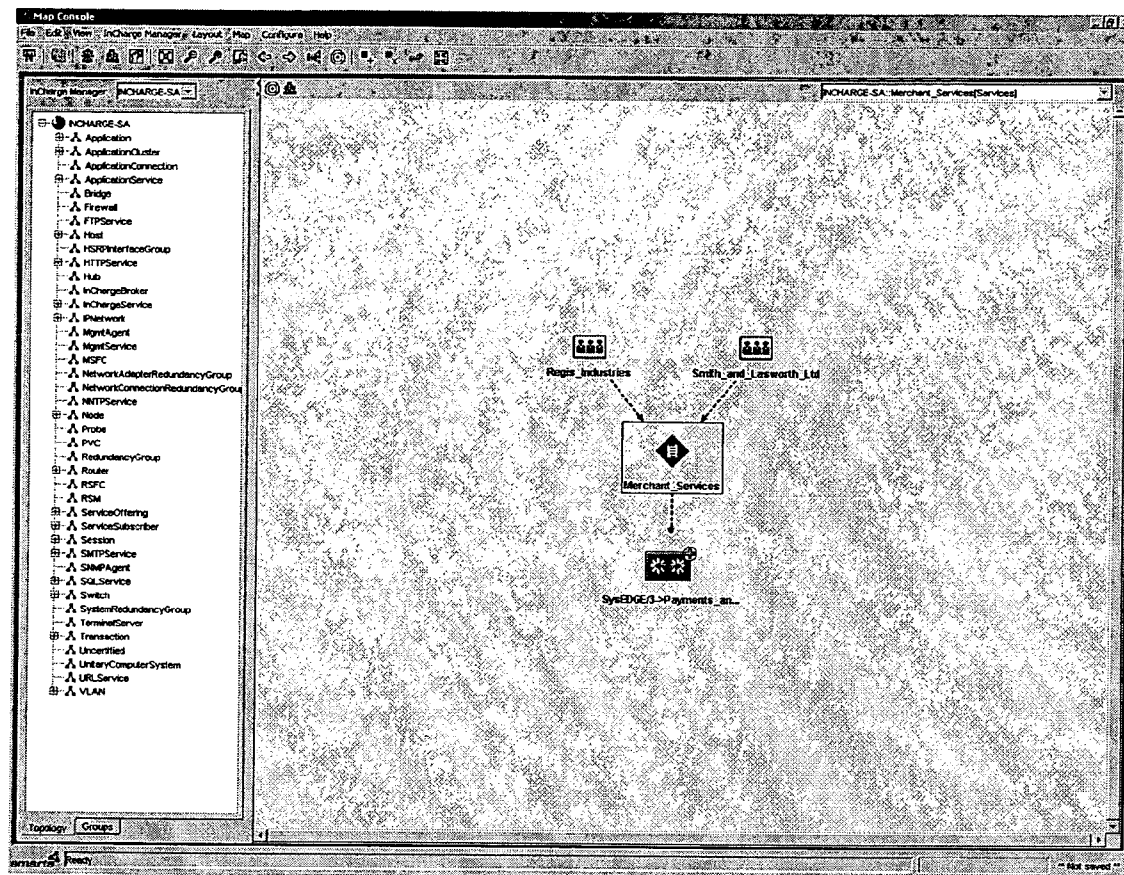 Map Console
File Edit View InCharge Manager Layout Map Configure Help
InCharge Manager: INCHARGE-SA
INCHARGE-SA::Merchant_Services[Services]
INCHARGE-SA
Application
ApplicationCluster
ApplicationConnection
ApplicationService
Bridge
Firewall
FTPService
Host
HSRPInterfaceGroup
HTTPService
Hub
InChargeBroker
InChargeService
IPNetwork
MgmtAgent
MgmtService
MSFC
NetworkAdapterRedundancyGroup
NetworkConnectionRedundancyGrou
NNTPService
Node
Probe
PVC
RedundancyGroup
Router
RSFC
RSM
ServiceOffering
ServiceSubscriber
Session
SMTPService
SNMPAgent
SQLService
Switch
SystemRedundancyGroup
TerminalServer
Transaction
Uncertified
UnitaryComputerSystem
URLService
VLAN
Regis_Industries
Smith_and_Lasworth_Ltd
Merchant_Services
SysEDGE/3->Payments_an...
Topology Groups
smarts Ready
** Not saved **